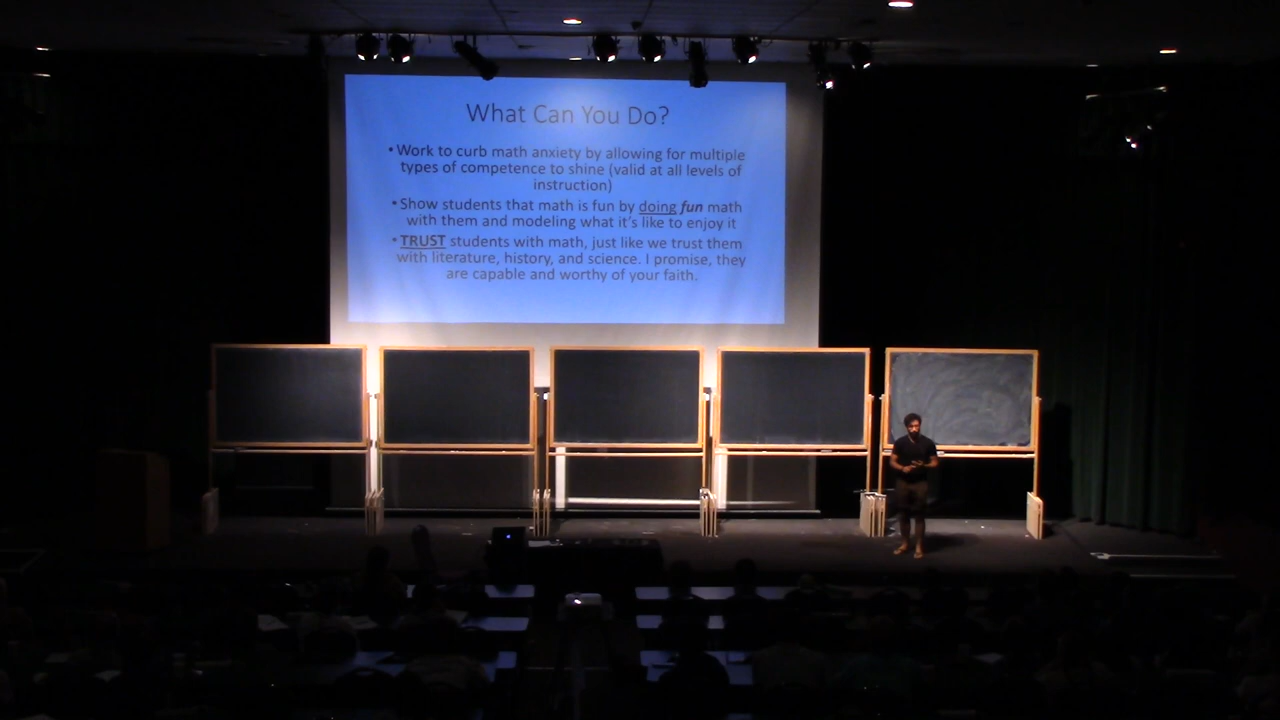 What Can You Do?
• Work to curb math anxiety by allowing for multiple
types of competence to shine (valid at all levels of
instruction)
• Show students that math is fun by doing fun math
with them and modeling what it's like to enjoy it
• TRUST students with math, just like we trust them
with literature, history, and science. I promise, they
are capable and worthy of your faith.